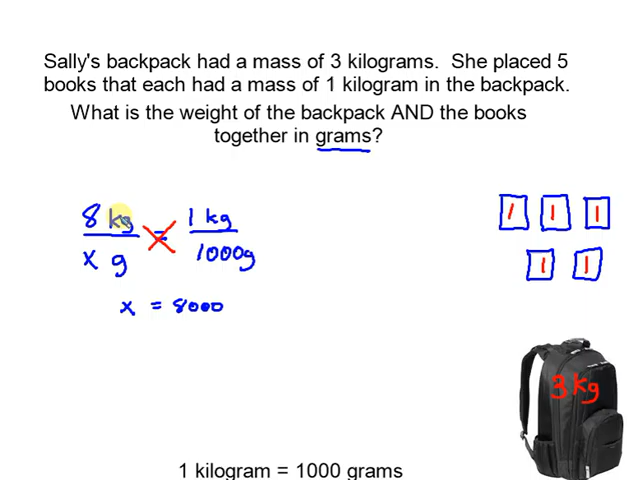 Sally's backpack had a mass of 3 kilograms. She placed 5
books that each had a mass of 1 kilogram in the backpack.
What is the weight of the backpack AND the books
together in grams?
8 kg = 1 kg
x g 1000g
x = 8000
1 1 1
1 1
3 kg
1 kilogram = 1000 grams